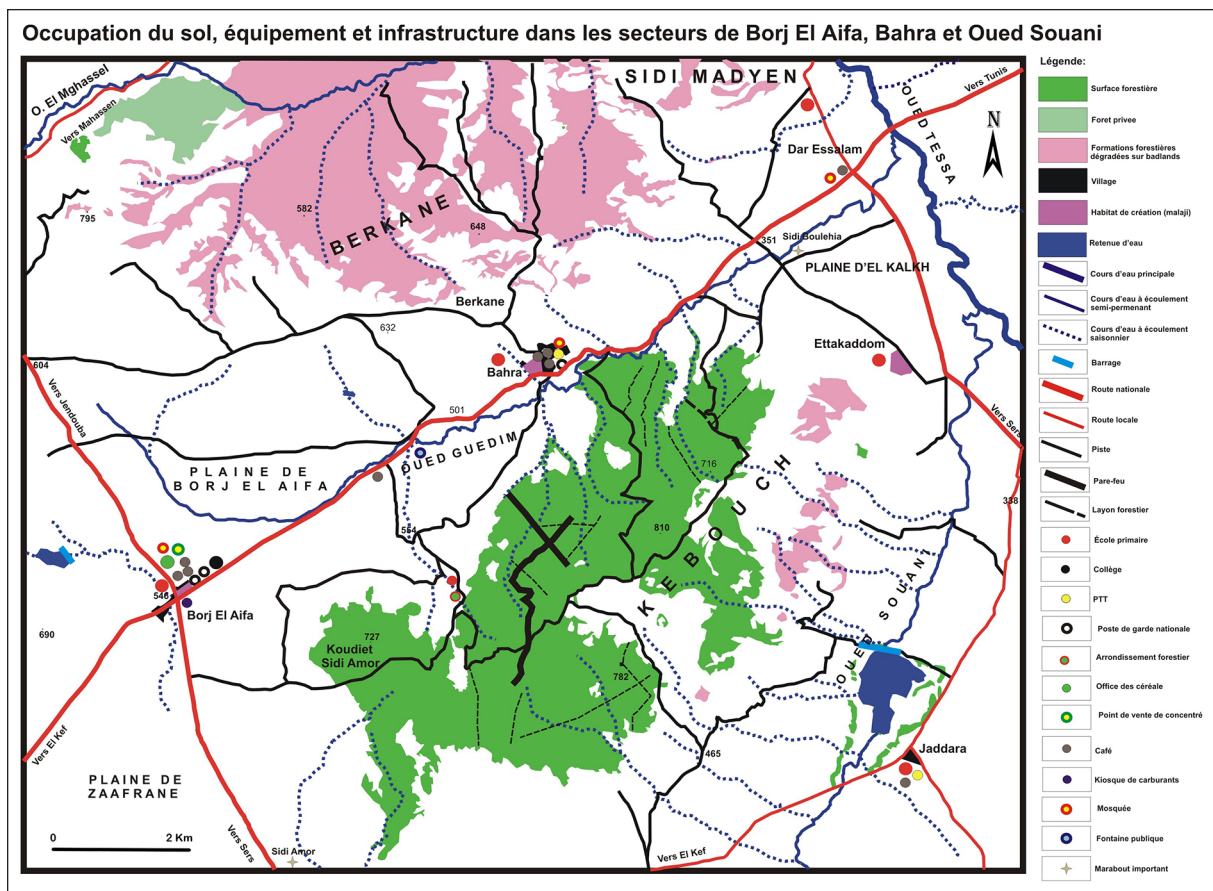 Occupation du sol, équipement et infrastructure dans les secteurs de Borj El Aifa, Bahra et Oued Souani
O. El Mghassel
Vers Mahassen
SIDI MADYEN
OUED TESSA
Vers Tunis
N
Dar Essalam
795
582
BERKANE
648
Sidi Boulehia
351
PLAINE D'EL KALKH
Berkane
632
Ettakaddom
604
Bahra
Vers Jendouba
501
Vers Sers
OUED GUEDIM
PLAINE DE
BORJ EL AIFA
716
KEBOUCH
338
554
810
OUED SOUANI
546
Borj El Aifa
690
727
Koudiet
Sidi Amor
782
Vers El Kef
465
Jaddara
PLAINE DE
ZAAFRANE
0 2 Km
Vers Sers
Sidi Amor
Vers El Kef
Légende:
Surface forestière
Foret privee
Formations forestières
dégradées sur badlands
Village
Habitat de création (malaji)
Retenue d'eau
Cours d'eau principale
Cours d'eau à écoulement
semi-permenant
Cours d'eau à écoulement
saisonnier
Barrage
Route nationale
Route locale
Piste
Pare-feu
Layon forestier
École primaire
Collège
PTT
Poste de garde nationale
Arrondissement forestier
Office des céréale
Point de vente de concentré
Café
Kiosque de carburants
Mosquée
Fontaine publique
Marabout important